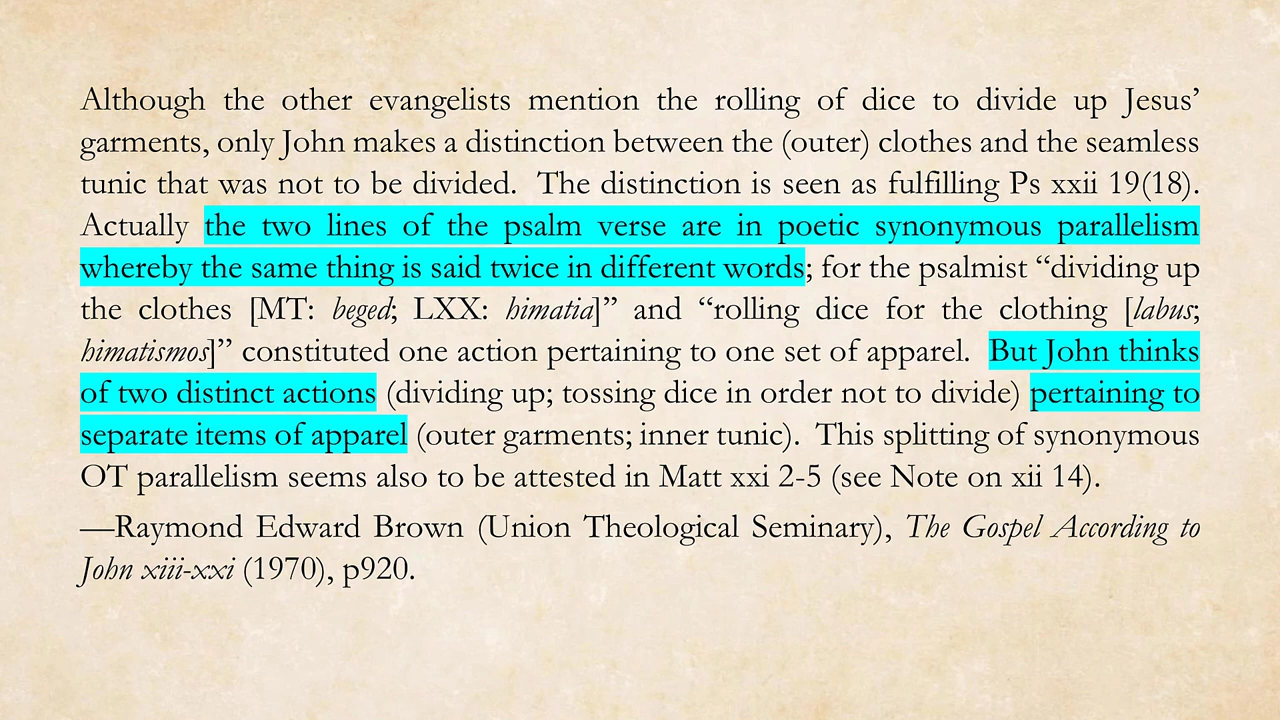 Although the other evangelists mention the rolling of dice to divide up Jesus’
garments, only John makes a distinction between the (outer) clothes and the seamless
tunic that was not to be divided.  The distinction is seen as fulfilling Ps xxii 19(18).
Actually the two lines of the psalm verse are in poetic synonymous parallelism
whereby the same thing is said twice in different words; for the psalmist “dividing up
the clothes [MT: beged; LXX: himatia]” and “rolling dice for the clothing [labus;
himatismos]” constituted one action pertaining to one set of apparel.  But John thinks
of two distinct actions (dividing up; tossing dice in order not to divide) pertaining to
separate items of apparel (outer garments; inner tunic).  This splitting of synonymous
OT parallelism seems also to be attested in Matt xxi 2-5 (see Note on xii 14).
—Raymond Edward Brown (Union Theological Seminary), The Gospel According to
John xiii-xxi (1970), p920.